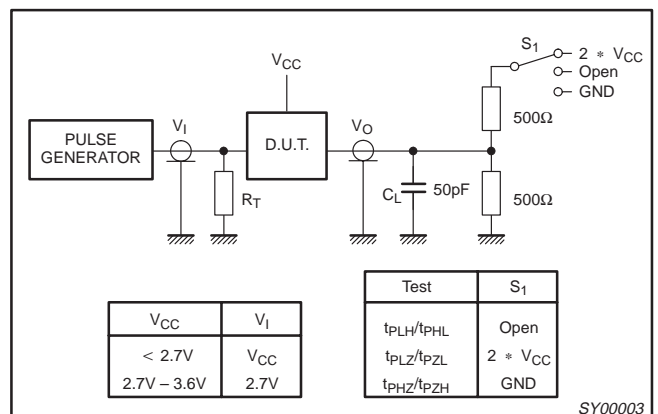 S1
2 * VCC
Open
GND
VCC
500Ω
PULSE GENERATOR
VI
D.U.T.
VO
RT
CL
50pF
500Ω
VCC VI
< 2.7V VCC
2.7V – 3.6V 2.7V
Test S1
tPLH/tPHL Open
tPLZ/tPZL 2 * VCC
tPHZ/tPZH GND
SY00003